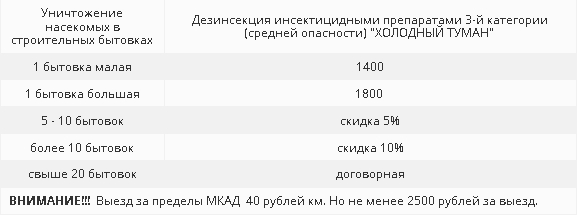 Уничтожение
насекомых в
строительных бытовках
Дезинсекция инсектицидными препаратами 3-й категории
(средней опасности) "ХОЛОДНЫЙ ТУМАН"
1 бытовка малая 1400
1 бытовка большая 1800
5 - 10 бытовок скидка 5%
более 10 бытовок скидка 10%
свыше 20 бытовок договорная
ВНИМАНИЕ!!! Выезд за пределы МКАД 40 рублей км. Но не менее 2500 рублей за выезд.